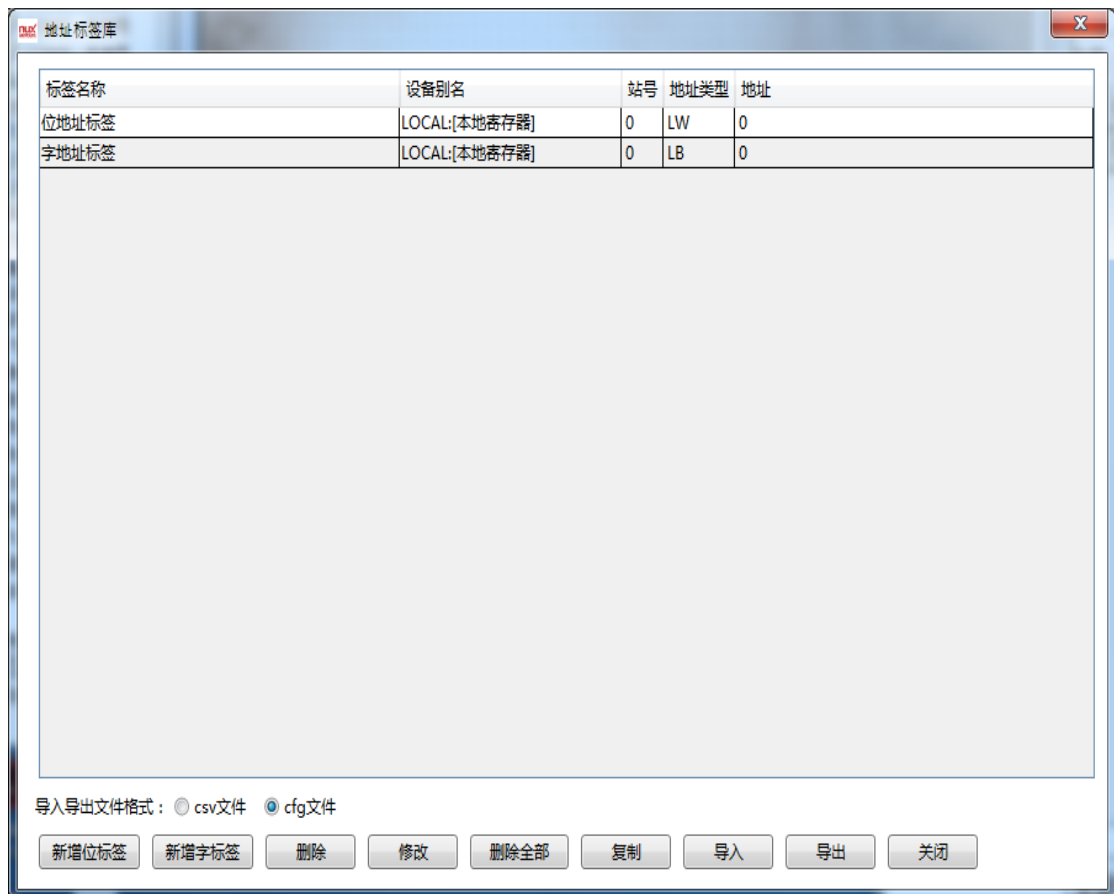 地址标签库
标签名称 设备别名 站号 地址类型 地址
位地址标签 LOCAL:[本地寄存器] 0 LW 0
字地址标签 LOCAL:[本地寄存器] 0 LB 0
导入导出文件格式： csv文件 cfg文件
新增位标签 新增字标签 删除 修改 删除全部 复制 导入 导出 关闭